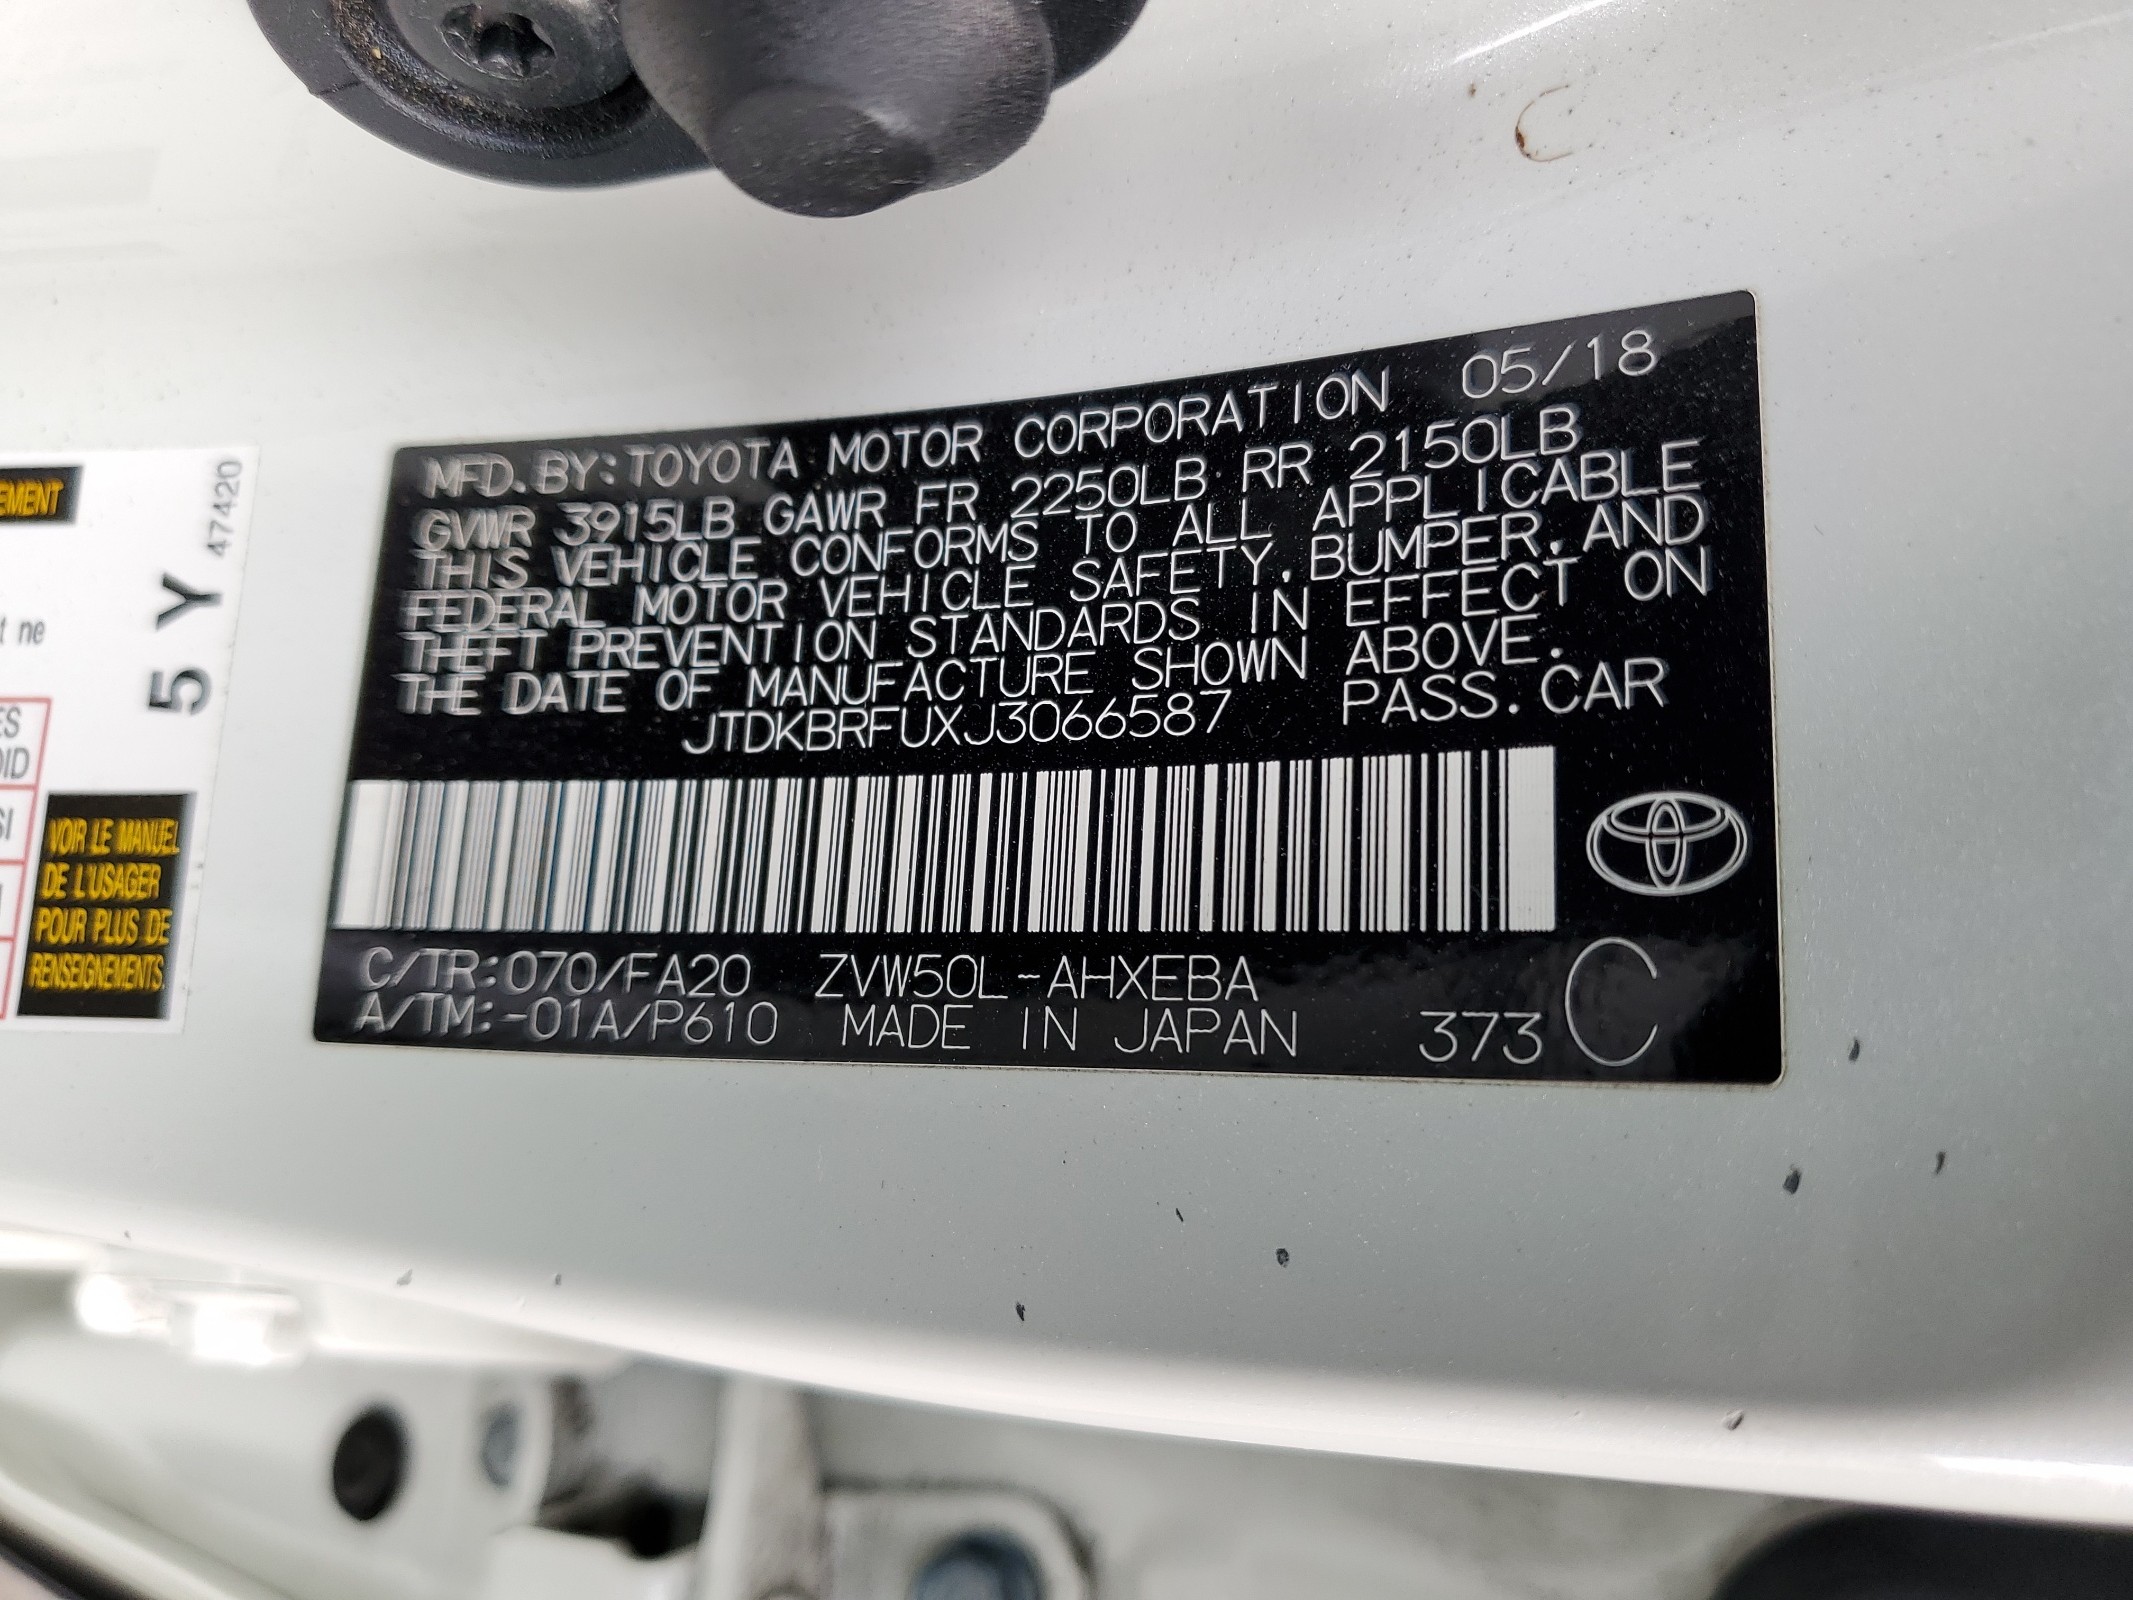 MFD. BY: TOYOTA MOTOR CORPORATION 05/18
GVWR 3915LB GAWR FR 2250LB RR 2150LB
THIS VEHICLE CONFORMS TO ALL APPLICABLE
FEDERAL MOTOR VEHICLE SAFETY, BUMPER, AND
THEFT PREVENTION STANDARDS IN EFFECT ON
THE DATE OF MANUFACTURE SHOWN ABOVE.
JTDKBRFUXJ3066587 PASS. CAR
C/TR:070/FA20 ZVW50L-AHXEBA
A/TM:-01A/P610 MADE IN JAPAN 373 C
5 Y
47420
ne
VOIR LE MANUEL
DE L'USAGER
POUR PLUS DE
RENSEIGNEMENTS.